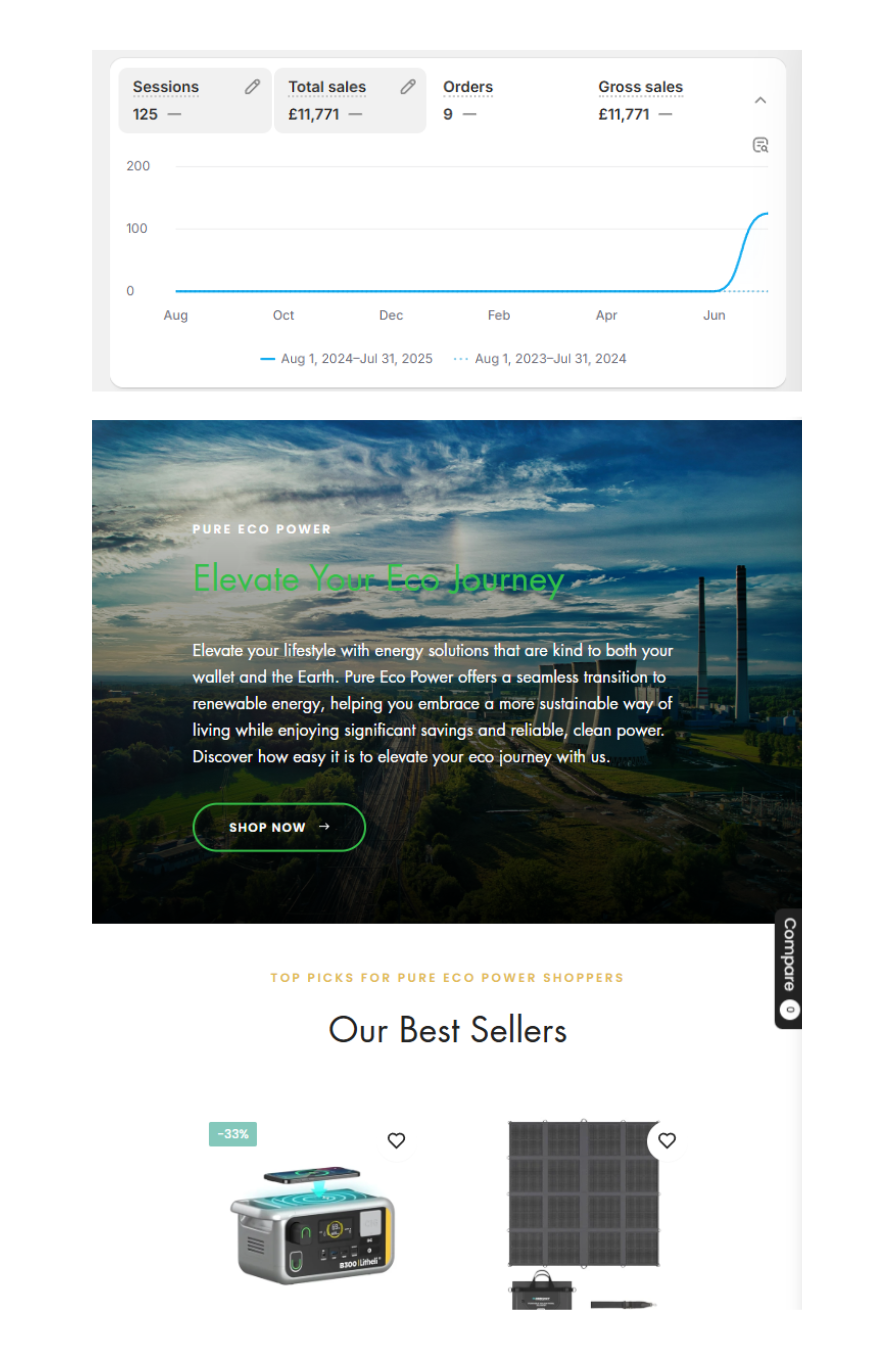 Sessions
125 —
Total sales
£11,771 —
Orders
9 —
Gross sales
£11,771 —
200
100
0
Aug Oct Dec Feb Apr Jun
Aug 1, 2024–Jul 31, 2025 Aug 1, 2023–Jul 31, 2024
PURE ECO POWER
Elevate Your Eco Journey
Elevate your lifestyle with energy solutions that are kind to both your
wallet and the Earth. Pure Eco Power offers a seamless transition to
renewable energy, helping you embrace a more sustainable way of
living while enjoying significant savings and reliable, clean power.
Discover how easy it is to elevate your eco journey with us.
SHOP NOW →
Compare 0
TOP PICKS FOR PURE ECO POWER SHOPPERS
Our Best Sellers
-33%
B300 Litheli